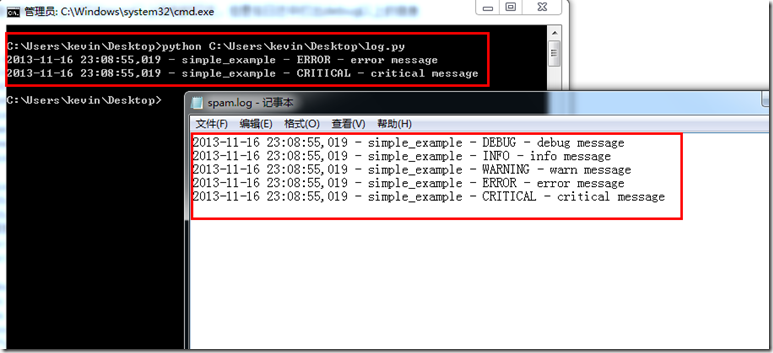 管理员: C:\Windows\system32\cmd.exe
C:\Users\kevin\Desktop>python C:\Users\kevin\Desktop\log.py
2013-11-16 23:08:55,019 - simple_example - ERROR - error message
2013-11-16 23:08:55,019 - simple_example - CRITICAL - critical message
C:\Users\kevin\Desktop>
spam.log - 记事本
文件(F) 编辑(E) 格式(O) 查看(V) 帮助(H)
2013-11-16 23:08:55,019 - simple_example - DEBUG - debug message
2013-11-16 23:08:55,019 - simple_example - INFO - info message
2013-11-16 23:08:55,019 - simple_example - WARNING - warn message
2013-11-16 23:08:55,019 - simple_example - ERROR - error message
2013-11-16 23:08:55,019 - simple_example - CRITICAL - critical message